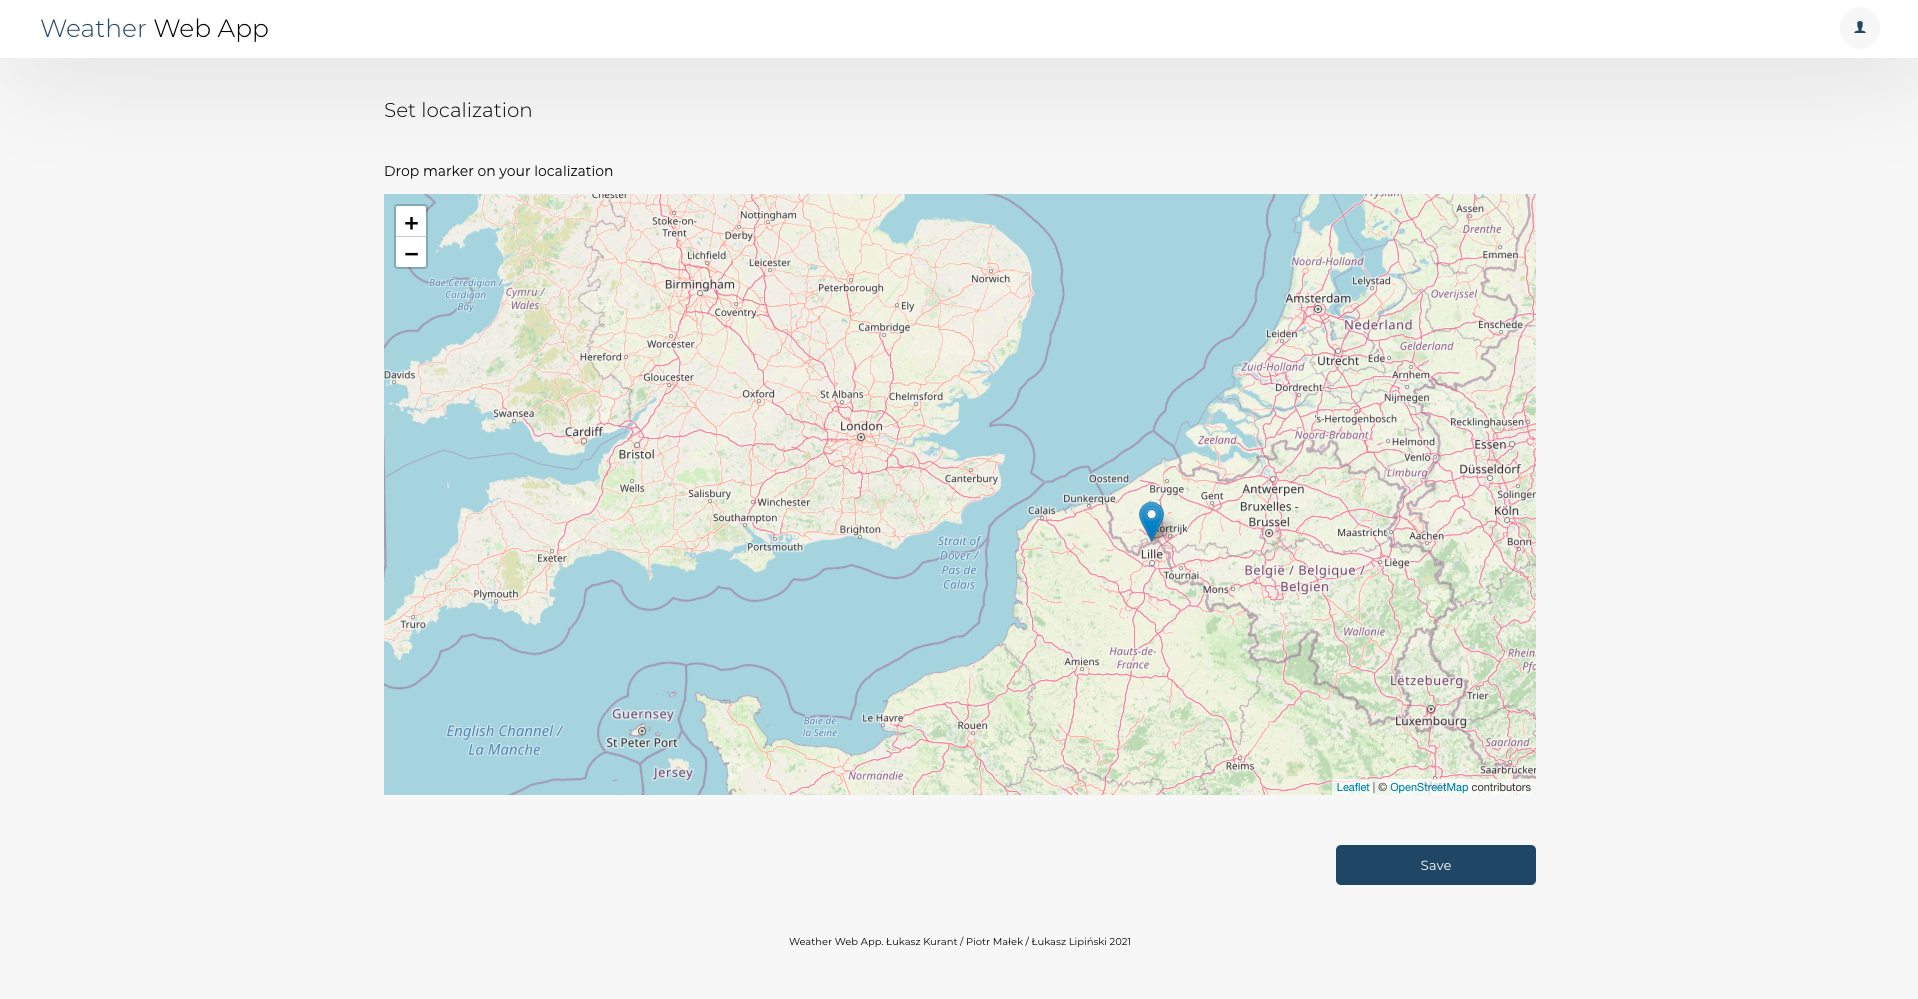 Weather Web App
Set localization
Drop marker on your localization
+
−
Chester
Stoke-on-
Trent
Nottingham
Derby
Lichfield
Leicester
Birmingham
Peterborough
Norwich
Ely
Coventry
Cambridge
Bae Ceredigion /
Cardigan
Bay
Cymru /
Wales
Worcester
Hereford
Gloucester
Davids
Oxford
St Albans
Chelmsford
Swansea
Cardiff
London
Bristol
Wells
Salisbury
Winchester
Canterbury
Southampton
Brighton
Portsmouth
Exeter
Plymouth
Truro
Strait of
Dover /
Pas de
Calais
English Channel /
La Manche
Guernsey
St Peter Port
Jersey
Baie de
la Seine
Le Havre
Rouen
Normandie
Amiens
Hauts-de-
France
Reims
Calais
Dunkerque
Oostend
Brugge
Gent
Antwerpen
Bruxelles -
Brussel
ortrijk
Lille
Tournai
Mons
België / Belgique /
Belgien
Wallonie
Liège
Maastricht
Aachen
Lëtzebuerg
Luxembourg
Trier
Saarland
Saarbrücken
Rhein
Bonn
Köln
Solingen
Düsseldorf
Essen
Recklinghausen
Venlo
Limburg
Helmond
Noord-Brabant
's-Hertogenbosch
Nijmegen
Zeeland
Dordrecht
Arnhem
Zuid-Holland
Gelderland
Utrecht
Ede
Leiden
Nederland
Enschede
Amsterdam
Overijssel
Lelystad
Noord-Holland
Emmen
Drenthe
Assen
Leaflet | © OpenStreetMap contributors
Save
Weather Web App. Łukasz Kurant / Piotr Małek / Łukasz Lipiński 2021